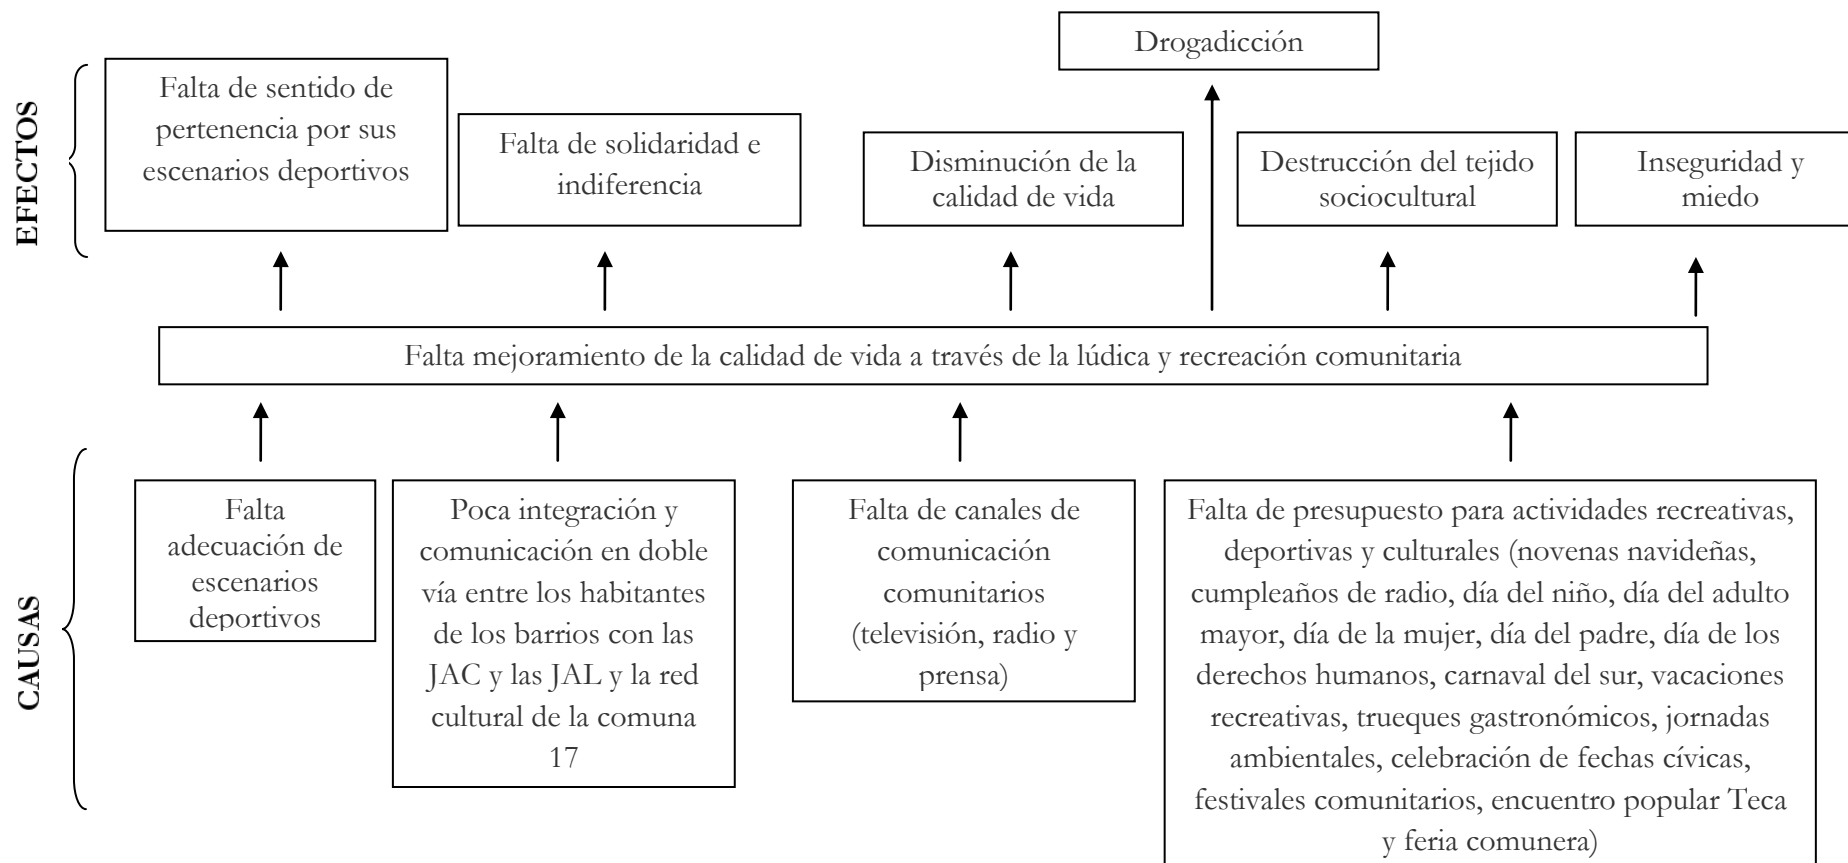 EFECTOS
Drogadicción
Falta de sentido de
pertenencia por sus
escenarios deportivos
Falta de solidaridad e
indiferencia
Disminución de la
calidad de vida
Destrucción del tejido
sociocultural
Inseguridad y
miedo
Falta mejoramiento de la calidad de vida a través de la lúdica y recreación comunitaria
CAUSAS
Falta
adecuación de
escenarios
deportivos
Poca integración y
comunicación en doble
vía entre los habitantes
de los barrios con las
JAC y las JAL y la red
cultural de la comuna
17
Falta de canales de
comunicación
comunitarios
(televisión, radio y
prensa)
Falta de presupuesto para actividades recreativas,
deportivas y culturales (novenas navideñas,
cumpleaños de radio, día del niño, día del adulto
mayor, día de la mujer, día del padre, día de los
derechos humanos, carnaval del sur, vacaciones
recreativas, trueques gastronómicos, jornadas
ambientales, celebración de fechas cívicas,
festivales comunitarios, encuentro popular Teca
y feria comunera)